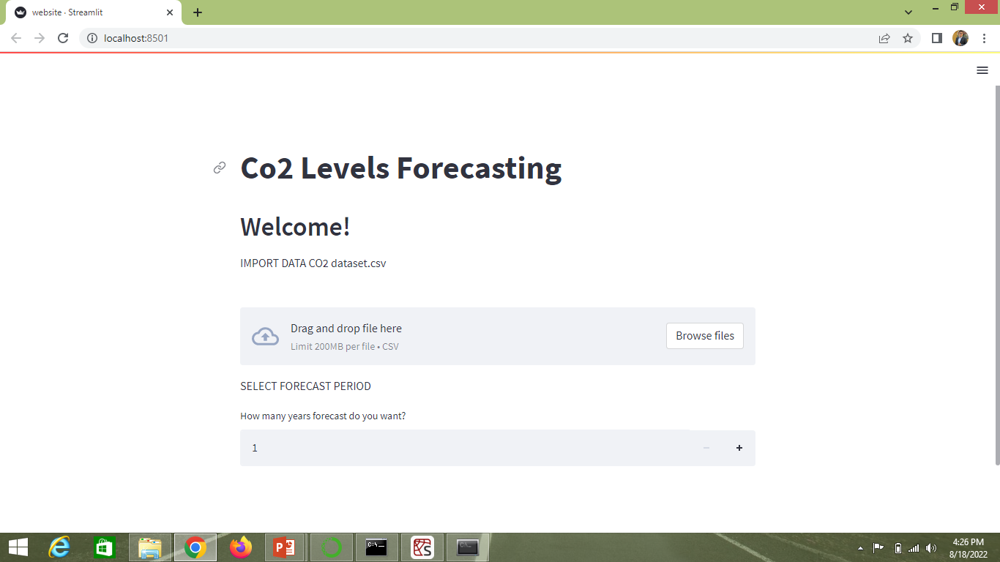 website · Streamlit
localhost:8501
Co2 Levels Forecasting
Welcome!
IMPORT DATA CO2 dataset.csv
Drag and drop file here
Limit 200MB per file • CSV
Browse files
SELECT FORECAST PERIOD
How many years forecast do you want?
1
4:26 PM
8/18/2022